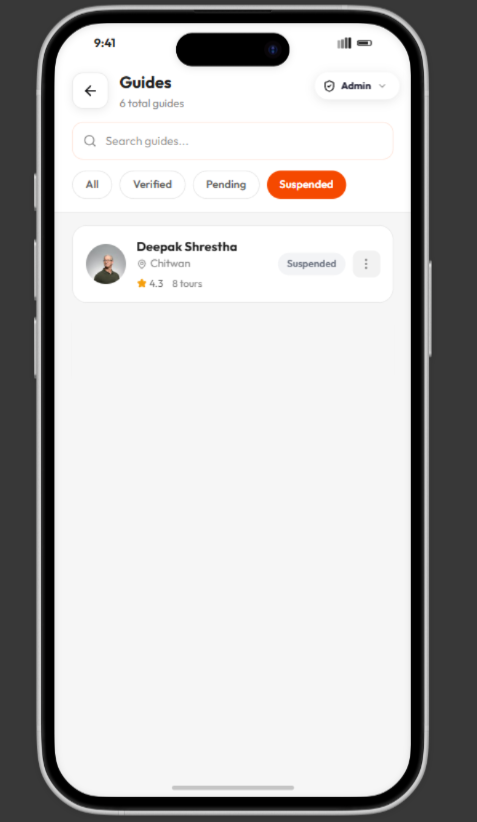 9:41
Guides
6 total guides
Admin
Search guides...
All
Verified
Pending
Suspended
Deepak Shrestha
Chitwan
Suspended
4.3 8 tours